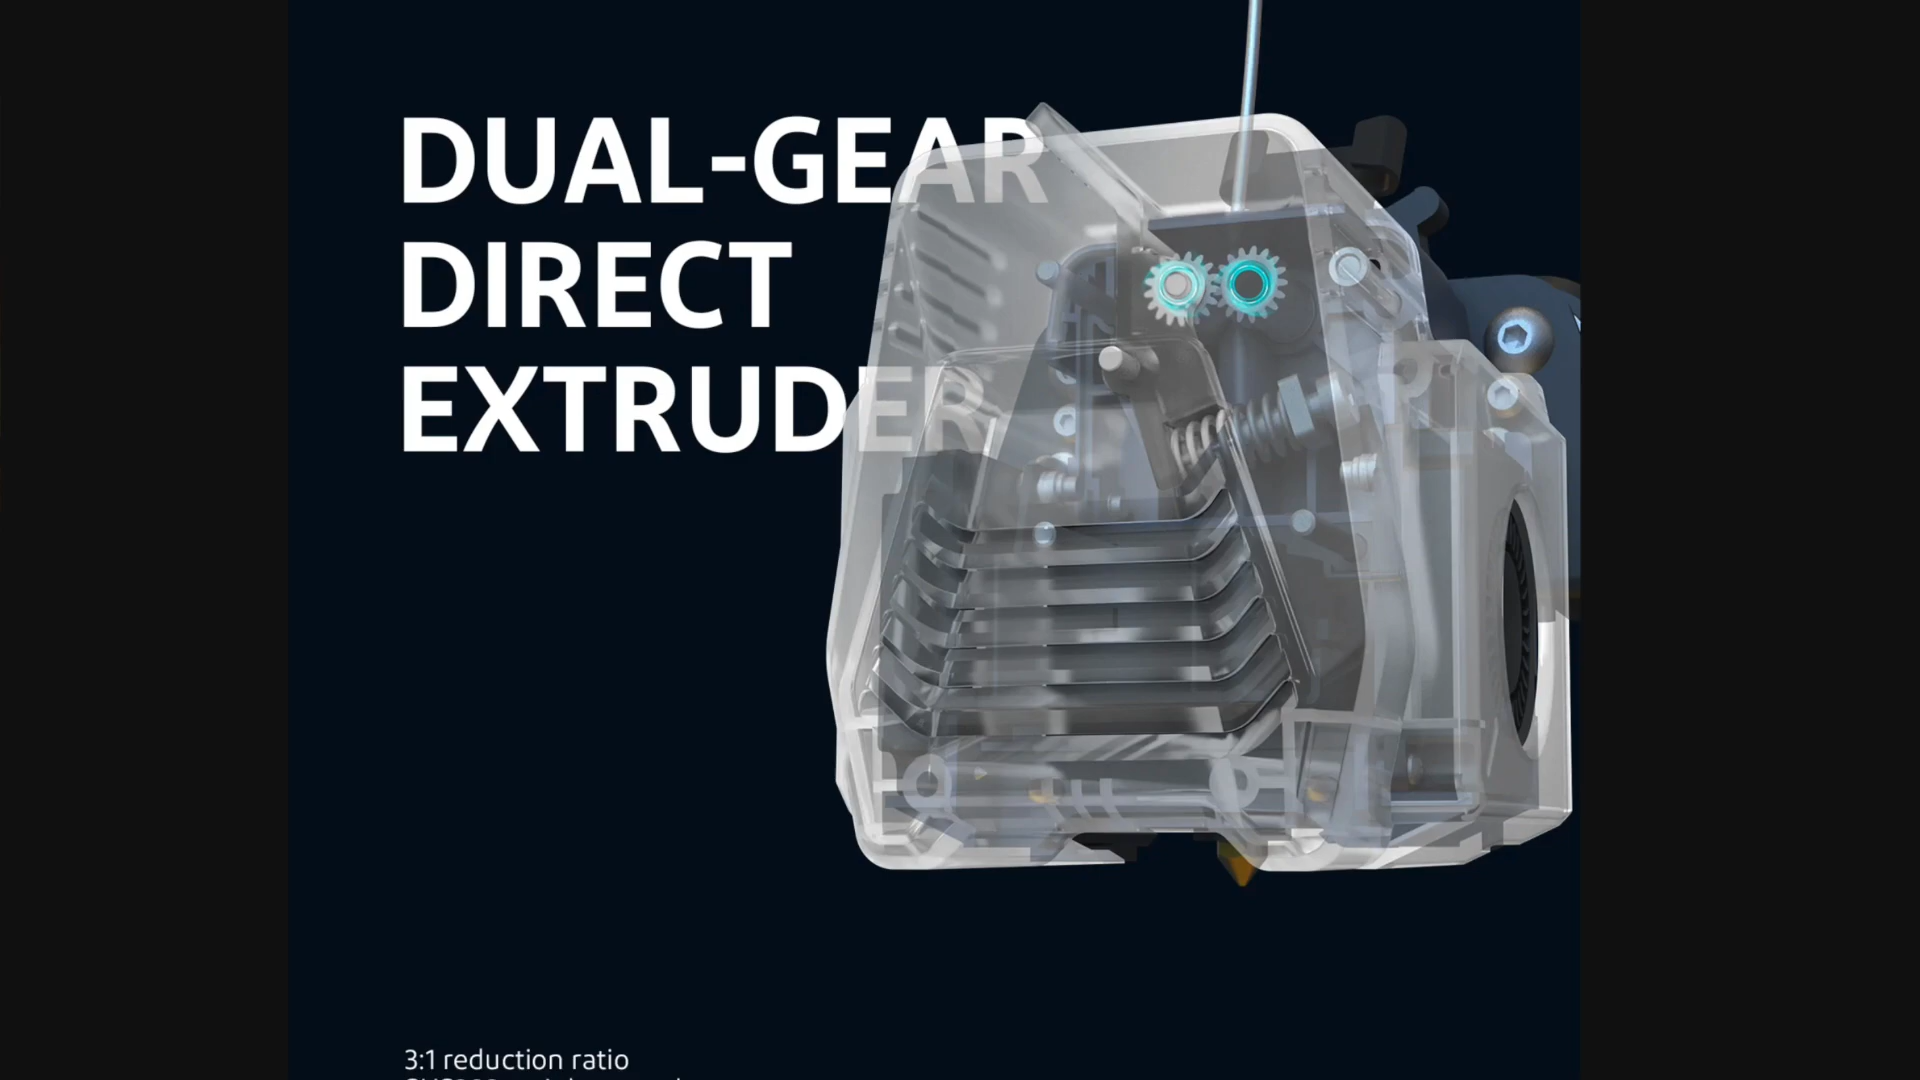 DUAL-GEAR
DIRECT
EXTRUDER
3:1 reduction ratio